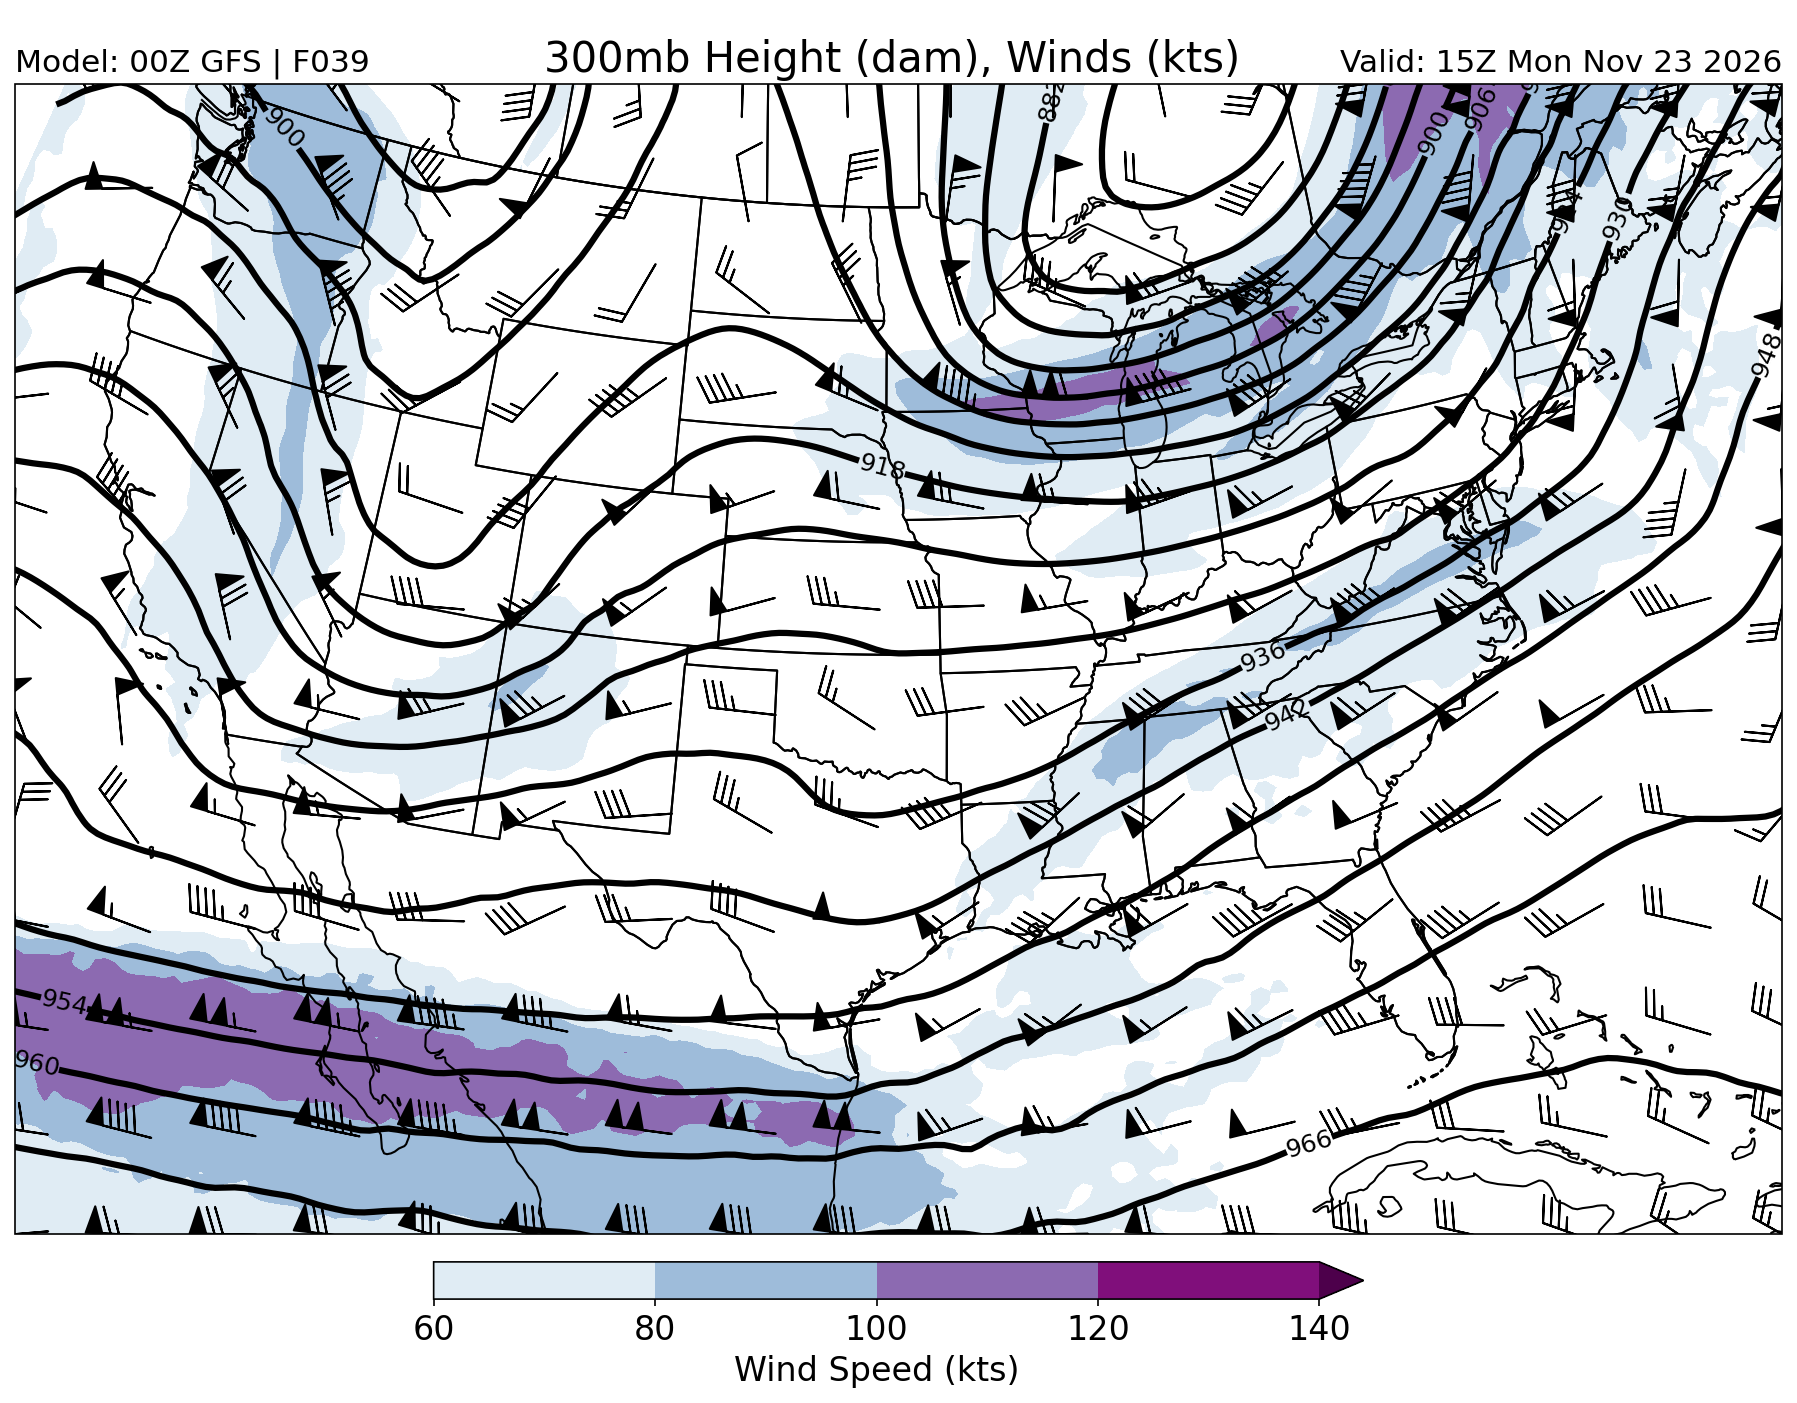 Model: 00Z GFS | F039
300mb Height (dam), Winds (kts)
Valid: 15Z Mon Nov 23 2026
900
882
900
906
930
948
918
936
942
954
960
966
60 80 100 120 140
Wind Speed (kts)